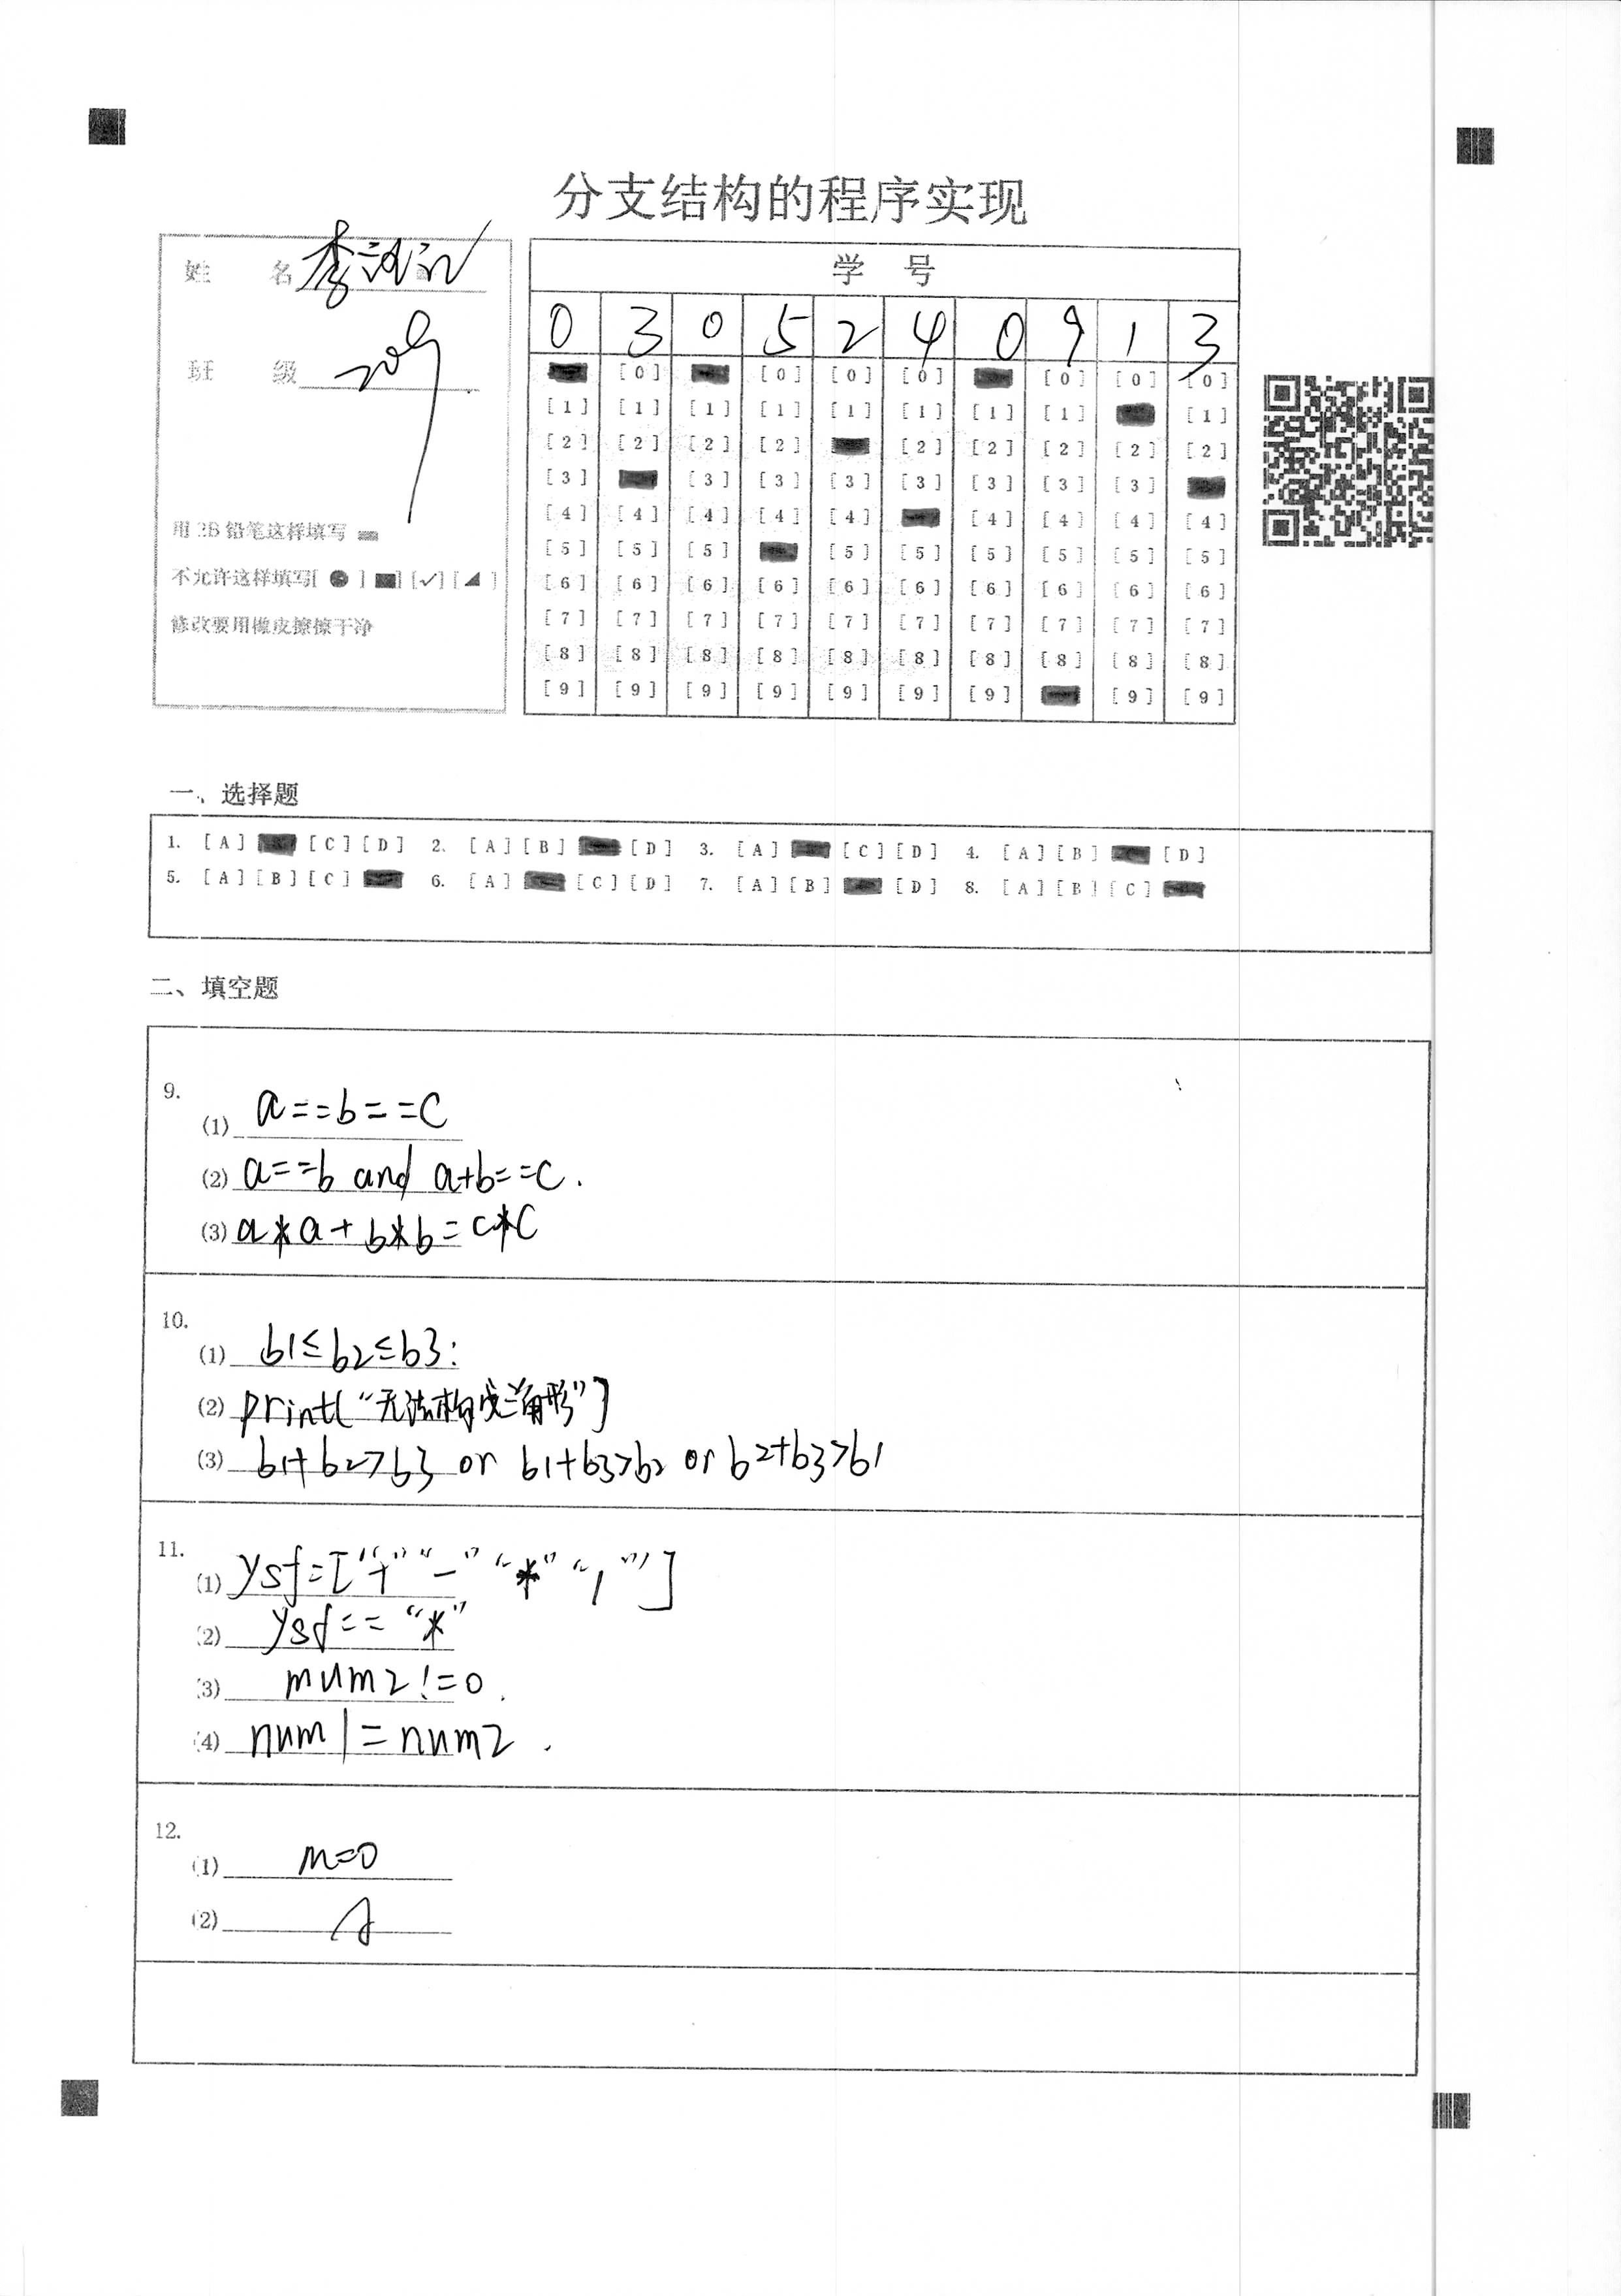 分支结构的程序实现
姓 名 李
班 级 209
用 2B 铅笔这样填写
不允许这样填写[ ● ] ■] [✓] [◢ ]
修改要用橡皮擦擦干净
学 号
0 3 0 5 2 4 0 9 1 3
[0] [0] [0] [0] [0] [0] [0]
[1] [1] [1] [1] [1] [1] [1] [1] [1]
[2] [2] [2] [2] [2] [2] [2] [2] [2]
[3] [3] [3] [3] [3] [3] [3] [3]
[4] [4] [4] [4] [4] [4] [4] [4] [4]
[5] [5] [5] [5] [5] [5] [5] [5] [5]
[6] [6] [6] [6] [6] [6] [6] [6] [6] [6]
[7] [7] [7] [7] [7] [7] [7] [7] [7] [7]
[8] [8] [8] [8] [8] [8] [8] [8] [8] [8]
[9] [9] [9] [9] [9] [9] [9] [9] [9]
一、选择题
1. [A] [C] [D] 2. [A] [B] [D] 3. [A] [C] [D] 4. [A] [B] [D]
5. [A] [B] [C] 6. [A] [C] [D] 7. [A] [B] [D] 8. [A] [B] [C]
二、填空题
9.
(1) a==b==c
(2) a==b and a+b==c.
(3) a*a+b*b=c*c
10.
(1) b1≤b2≤b3:
(2) print("无法构成三角形")
(3) b1+b2>b3 or b1+b3>b2 or b2+b3>b1
11.
(1) ysf=["+" "-" "*" "/"]
(2) ysf=="*"
(3) mum2!=0.
(4) num1=num2.
12.
(1) m=0
(2) A